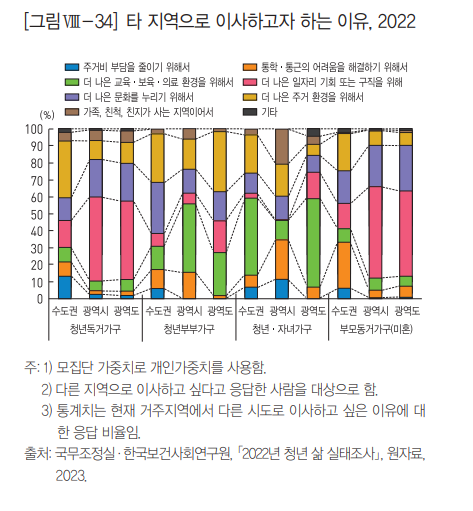 [그림 Ⅷ-34] 타 지역으로 이사하고자 하는 이유, 2022
주거비 부담을 줄이기 위해서
통학·통근의 어려움을 해결하기 위해서
더 나은 교육·보육·의료 환경을 위해서
더 나은 일자리 기회 또는 구직을 위해
더 나은 문화를 누리기 위해서
더 나은 주거 환경을 위해서
가족, 친척, 친지가 사는 지역이어서
기타
(%)
100
90
80
70
60
50
40
30
20
10
0
수도권 광역시 광역도 수도권 광역시 광역도 수도권 광역시 광역도 수도권 광역시 광역도
청년독거가구 청년부부가구 청년·자녀가구 부모동거가구(미혼)
주: 1) 모집단 가중치로 개인가중치를 사용함.
2) 다른 지역으로 이사하고 싶다고 응답한 사람을 대상으로 함.
3) 통계치는 현재 거주지역에서 다른 시도로 이사하고 싶은 이유에 대
한 응답 비율임.
출처: 국무조정실·한국보건사회연구원, 「2022년 청년 삶 실태조사」, 원자료,
2023.